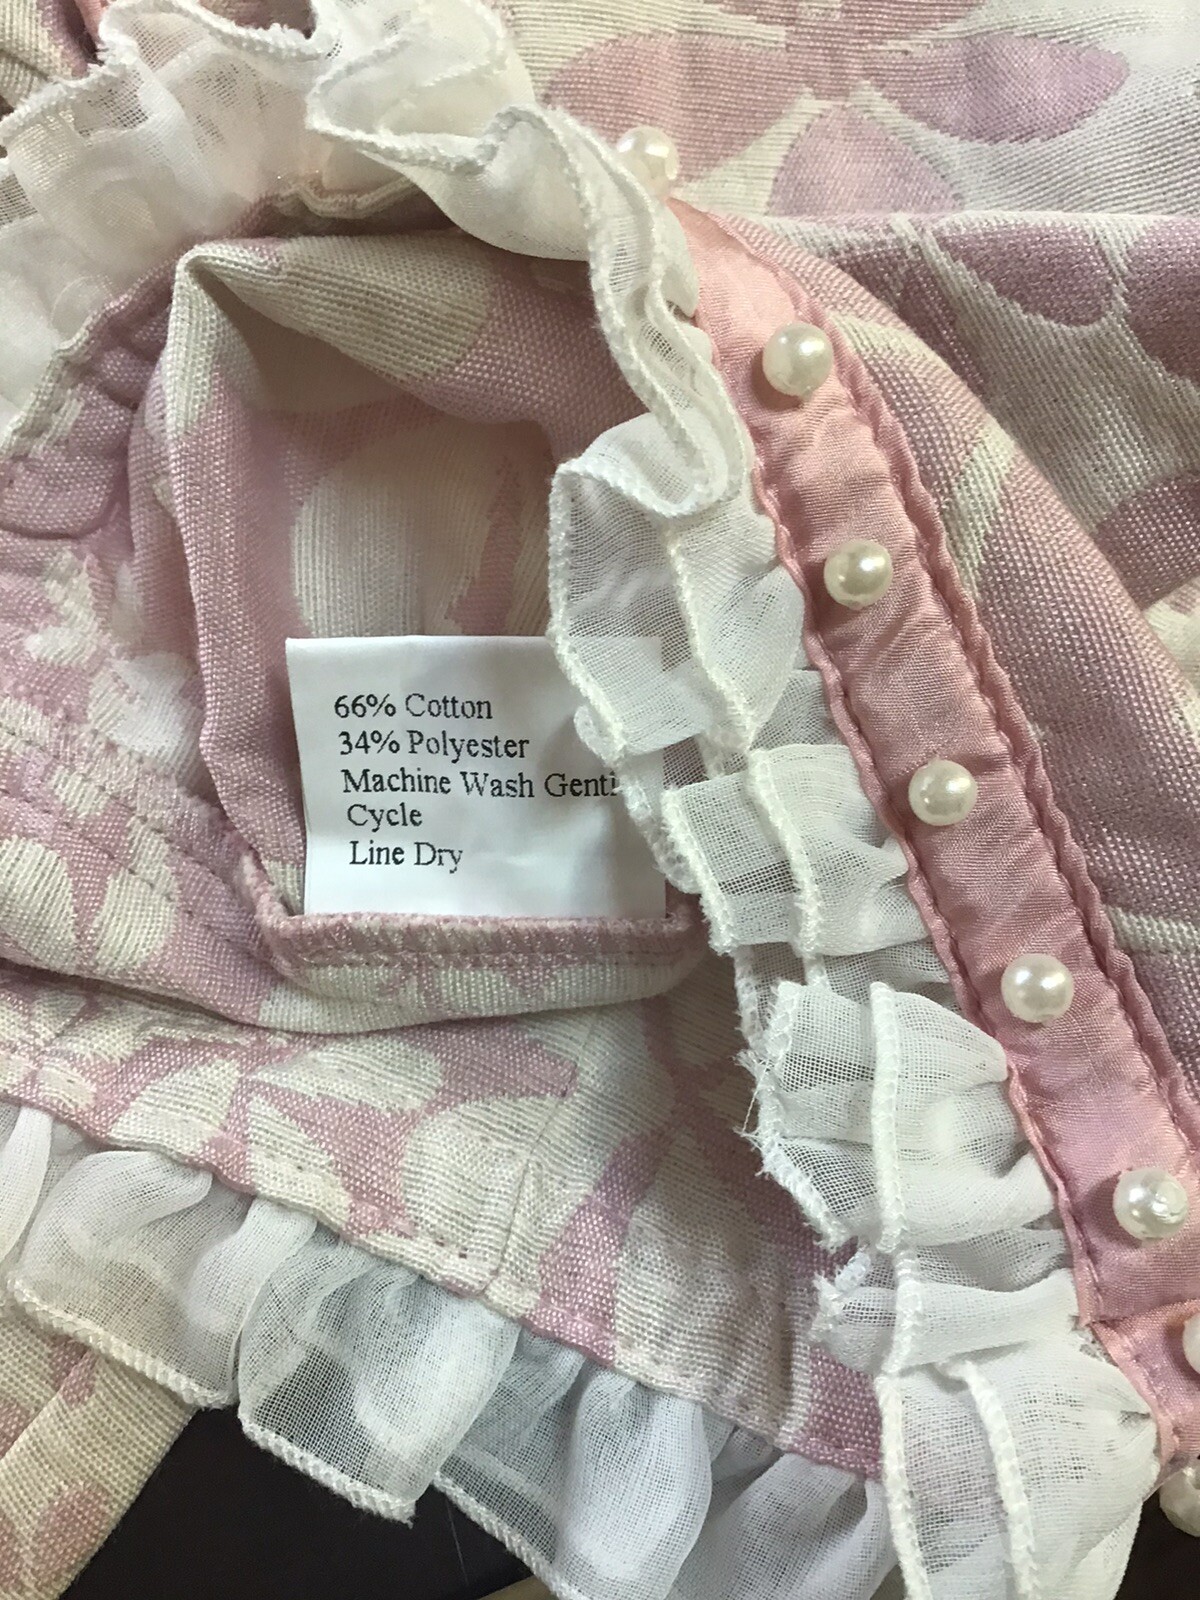 66% Cotton
34% Polyester
Machine Wash Gentl
Cycle
Line Dry